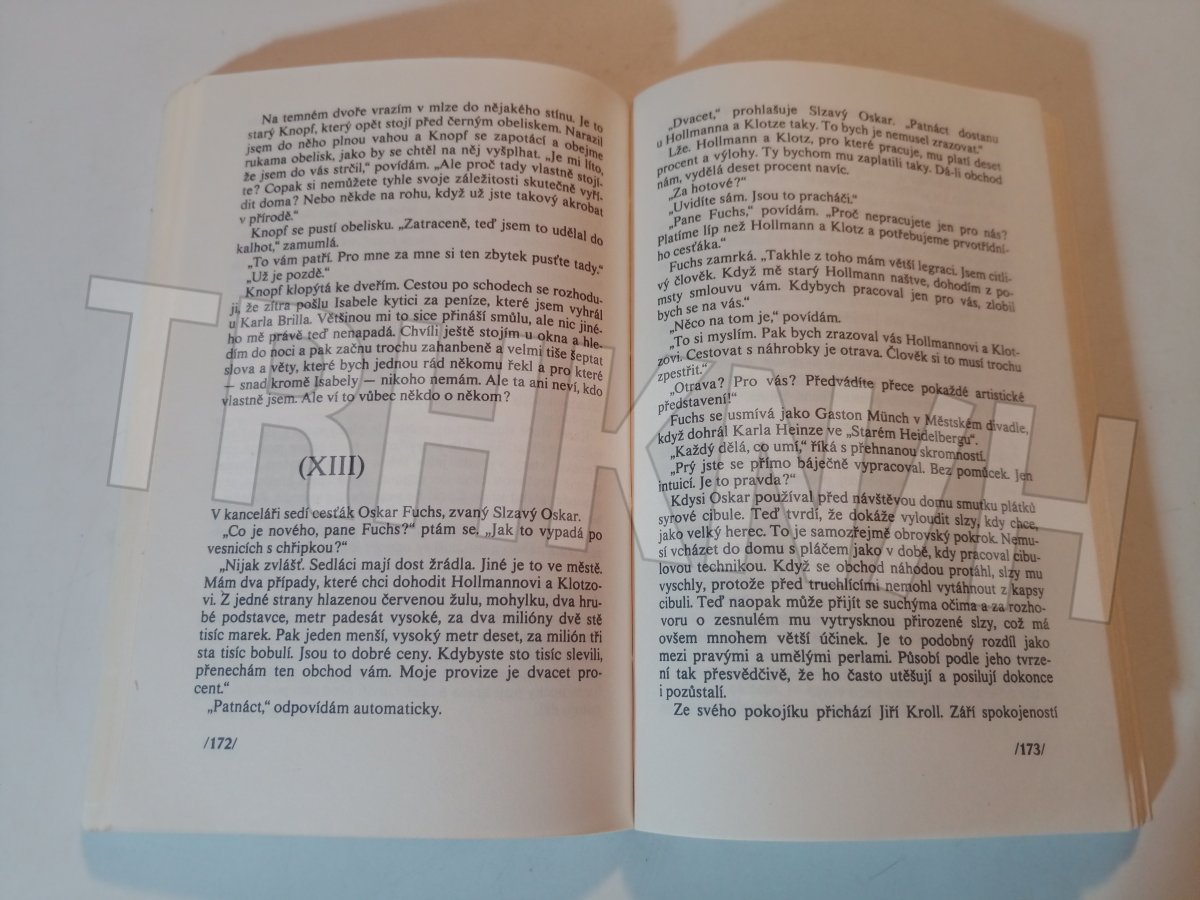 Na temném dvoře vrazím v mlze do nějakého stínu. Je to
starý Knopf, který opět stojí před černým obeliskem. Narazil
jsem do něho plnou vahou a Knopf se zapotácí a obejme
rukama obelisk, jako by se chtěl na něj vyšplhat. „Je mi líto,
že jsem do vás strčil,“ povídám. „Ale proč tady vlastně stojí-
te? Copak si nemůžete tyhle svoje záležitosti skutečně vyří-
dit doma? Nebo někde na rohu, když už jste takový akrobat
v přírodě.“
Knopf se pustí obelisku. „Zatraceně, teď jsem to udělal do
kalhot,“ zamumlá.
„To vám patří. Pro mne za mne si ten zbytek pusťte tady.“
„Už je pozdě.“
Knopf klopýtá ke dveřím. Cestou po schodech se rozhodu-
ji, že zítra pošlu Isabele kytici za peníze, které jsem vyhrál
u Karla Brilla. Většinou mi to sice přináší smůlu, ale nic jiné-
ho mě právě teď nenapadá. Chvíli ještě stojím u okna a hle-
dím do noci a pak začnu trochu zahanbeně a velmi tiše šeptat
slova a věty, které bych jednou rád někomu řekl a pro které
— snad kromě Isabely — nikoho nemám. Ale ta ani neví, kdo
vlastně jsem. Ale ví to vůbec někdo o někom?
(XIII)
V kanceláři sedí cesťák Oskar Fuchs, zvaný Slzavý Oskar.
„Co je nového, pane Fuchs?“ ptám se. „Jak to vypadá po
vesnicích s chřipkou?“
„Nijak zvlášť. Sedláci mají dost žrádla. Jiné je to ve městě.
Mám dva případy, které chci dohodit Hollmannovi a Klotzo-
vi. Z jedné strany hlazenou červenou žulu, mohylku, dva hru-
bé podstavce, metr padesát vysoké, za dva milióny dvě stě
tisíc marek. Pak jeden menší, vysoký metr deset, za milión tři
sta tisíc bobulí. Jsou to dobré ceny. Kdybyste sto tisíc slevili,
přenechám ten obchod vám. Moje provize je dvacet pro-
cent.“
„Patnáct,“ odpovídám automaticky.
/172/
„Dvacet,“ prohlašuje Slzavý Oskar. „Patnáct dostanu
u Hollmanna a Klotze taky. To bych je nemusel zrazovat.“
Lže. Hollmann a Klotz, pro které pracuje, mu platí deset
procent a výlohy. Ty bychom mu zaplatili taky. Dá-li obchod
nám, vydělá deset procent navíc.
„Za hotové?“
„Uvidíte sám. Jsou to pracháči.“
„Pane Fuchs,“ povídám. „Proč nepracujete jen pro nás?
Platíme líp než Hollmann a Klotz a potřebujeme prvotřídní-
ho cesťáka.“
Fuchs zamrká. „Takhle z toho mám větší legraci. Jsem citli-
vý člověk. Když mě starý Hollmann naštve, dohodím z po-
msty smlouvu vám. Kdybych pracoval jen pro vás, zlobil
bych se na vás.“
„Něco na tom je,“ povídám.
„To si myslím. Pak bych zrazoval vás Hollmannovi a Klot-
zovi. Cestovat s náhrobky je otrava. Člověk si to musí trochu
zpestřit.“
„Otrava? Pro vás? Předvádíte přece pokaždé artistické
představení!“
Fuchs se usmívá jako Gaston Münch v Městském divadle,
když dohrál Karla Heinze ve „Starém Heidelbergu“.
„Každý dělá, co umí,“ říká s přehnanou skromností.
„Prý jste se přímo báječně vypracoval. Bez pomůcek. Jen
intuicí. Je to pravda?“
Kdysi Oskar používal před návštěvou domu smutku plátků
syrové cibule. Teď tvrdí, že dokáže vyloudit slzy, kdy chce,
jako velký herec. To je samozřejmě obrovský pokrok. Nemu-
sí vcházet do domu s pláčem jako v době, kdy pracoval cibu-
lovou technikou. Když se obchod náhodou protáhl, slzy mu
vyschly, protože před truchlícími nemohl vytáhnout z kapsy
cibuli. Teď naopak může přijít se suchýma očima a za rozho-
voru o zesnulém mu vytrysknou přirozené slzy, což má
ovšem mnohem větší účinek. Je to podobný rozdíl jako
mezi pravými a umělými perlami. Působí podle jeho tvrze-
ní tak přesvědčivě, že ho často utěšují a posilují dokonce
i pozůstalí.
Ze svého pokojíku přichází Jiří Kroll. Září spokojeností
/173/
TRHKNIH